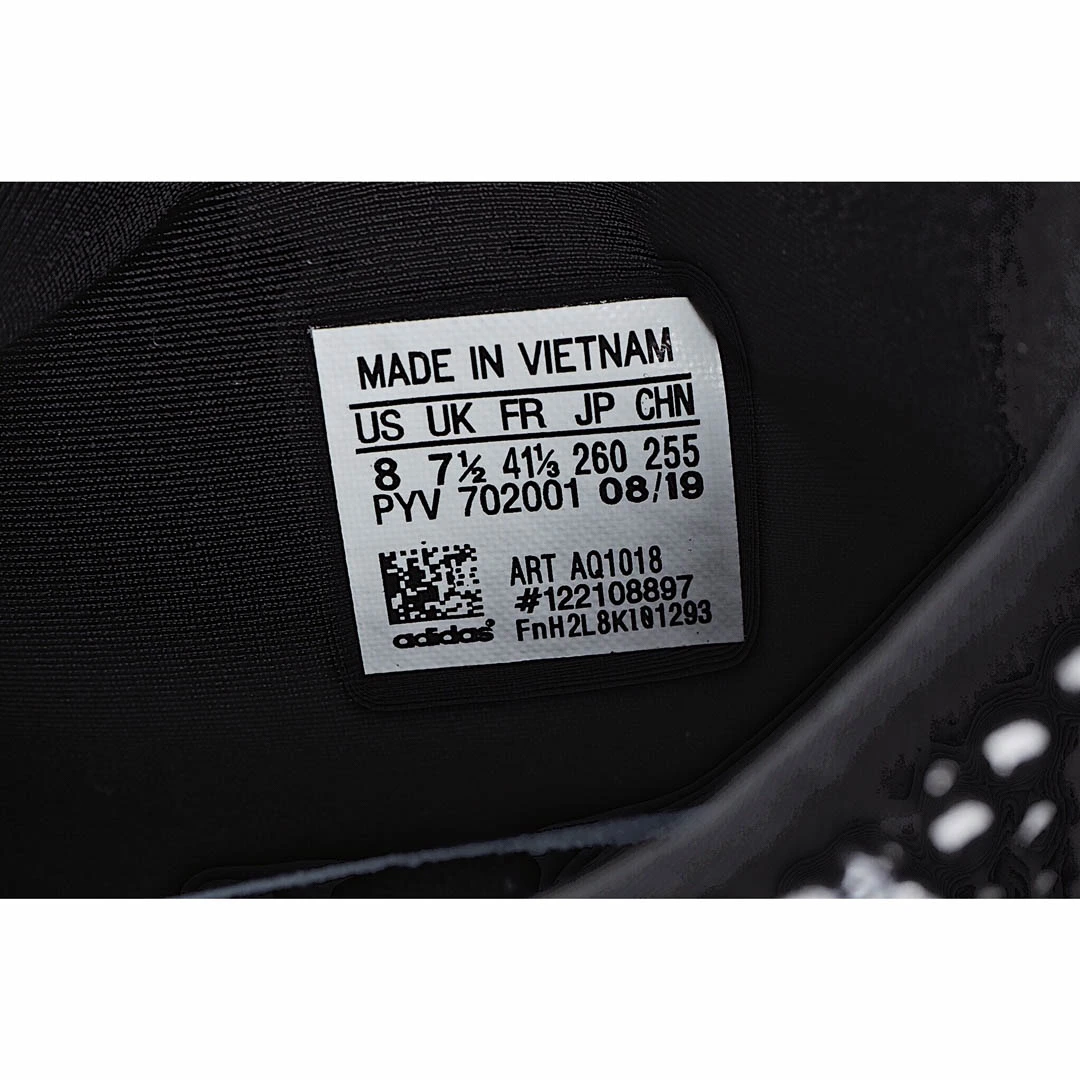 MADE IN VIETNAM
US UK FR JP CHN
8 7½ 41⅓ 260 255
PYV 702001 08/19
ART AQ1018
#122108897
adidas® FnH2L8KI01293